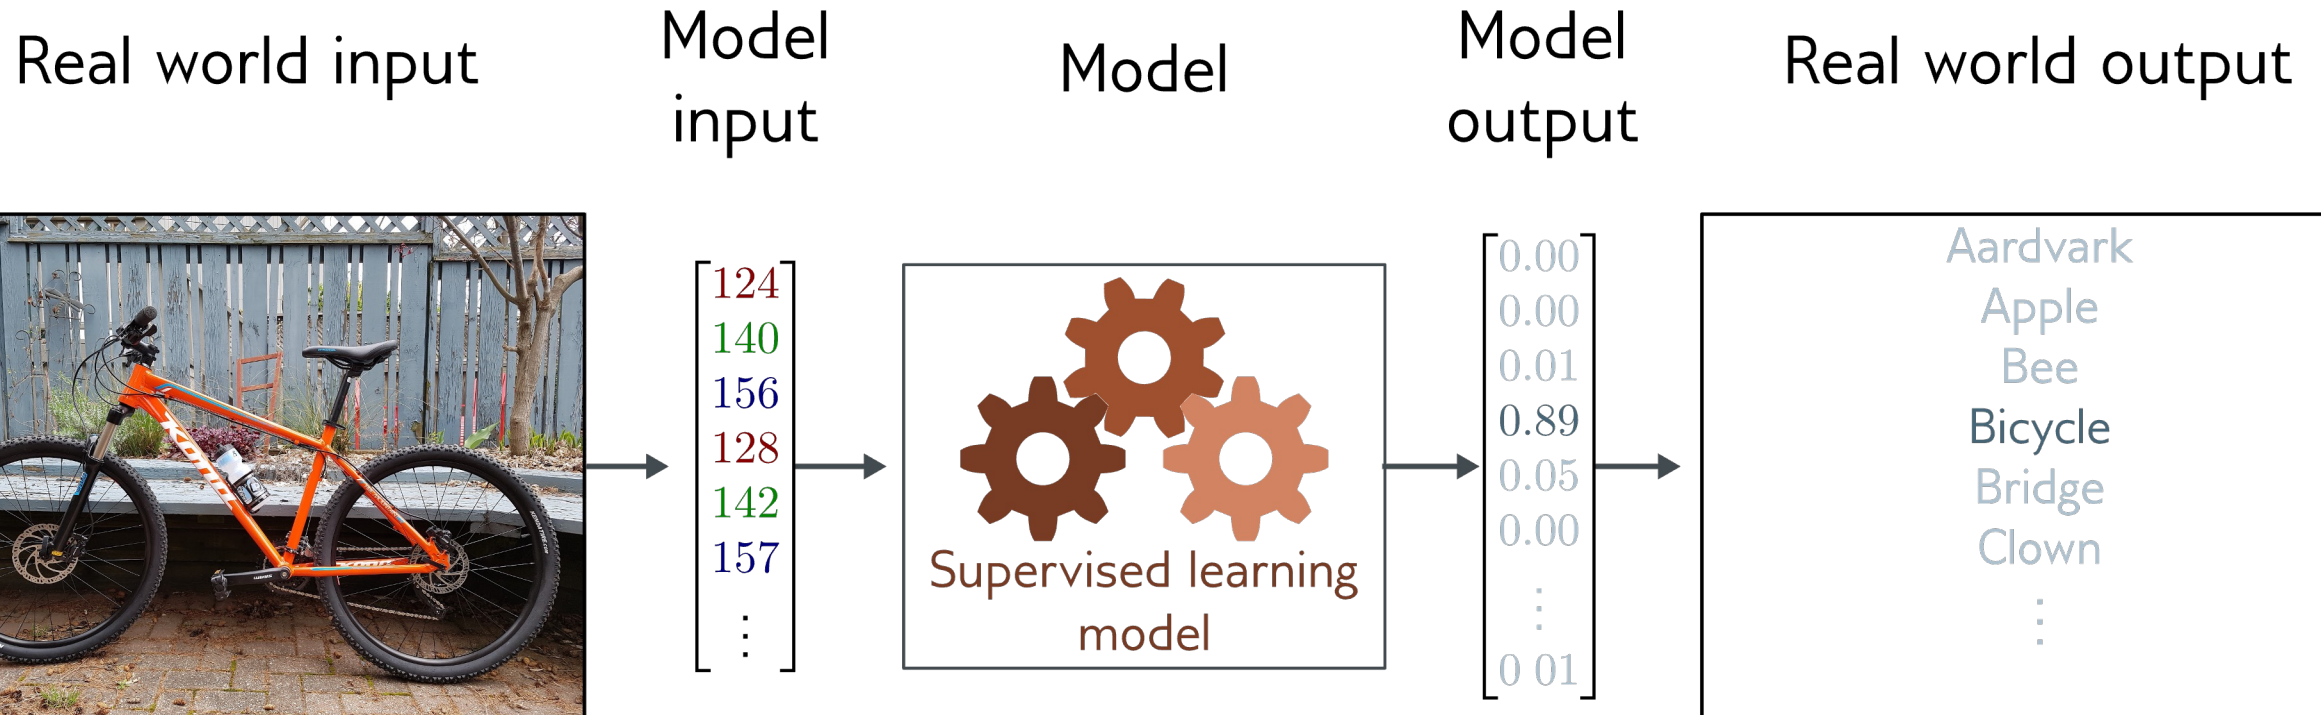 Real world input
Model
input
Model
Model
output
Real world output
KONA
124
140
156
128
142
157
⋮
Supervised learning
model
0.00
0.00
0.01
0.89
0.05
0.00
⋮
0 01
Aardvark
Apple
Bee
Bicycle
Bridge
Clown
⋮